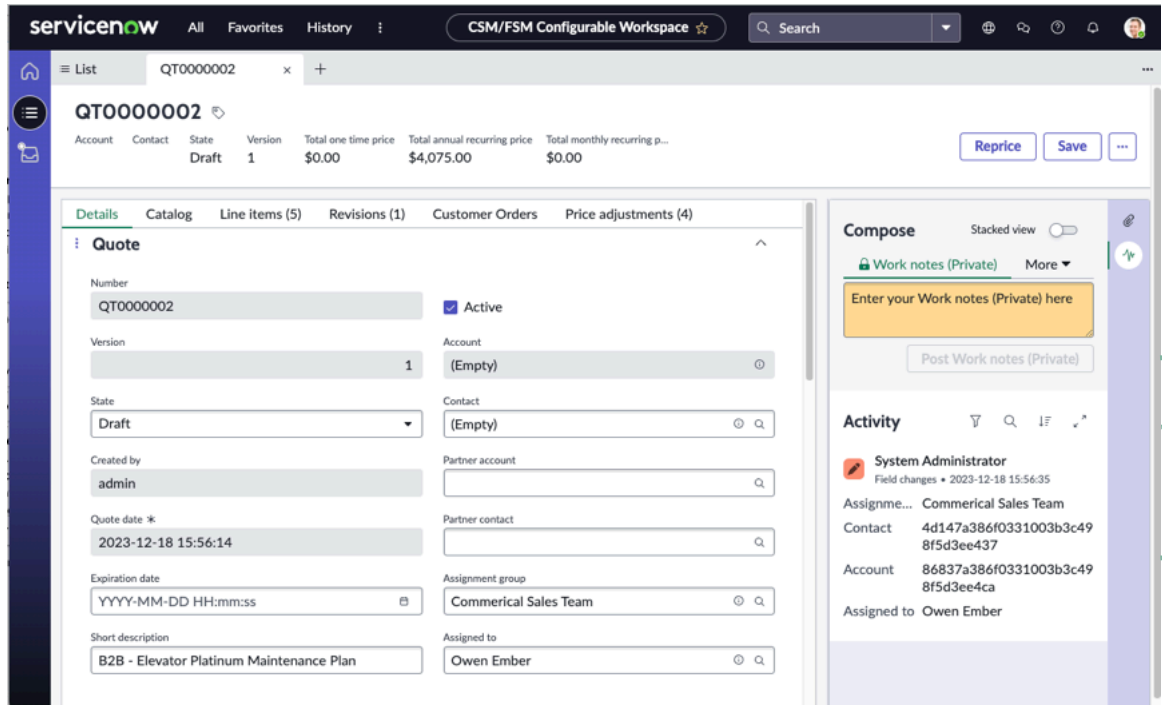 servicenow All Favorites History CSM/FSM Configurable Workspace Search
List QT0000002 × +
QT0000002
Account Contact State Version Total one time price Total annual recurring price Total monthly recurring p...
Draft 1 $0.00 $4,075.00 $0.00
Reprice Save ...
Details Catalog Line items (5) Revisions (1) Customer Orders Price adjustments (4)
Quote
Number
QT0000002
Active
Version
1
Account
(Empty)
State
Draft
Contact
(Empty)
Created by
admin
Partner account
Quote date *
2023-12-18 15:56:14
Partner contact
Expiration date
YYYY-MM-DD HH:mm:ss
Assignment group
Commerical Sales Team
Short description
B2B - Elevator Platinum Maintenance Plan
Assigned to
Owen Ember
Compose Stacked view
Work notes (Private) More
Enter your Work notes (Private) here
Post Work notes (Private)
Activity
System Administrator
Field changes • 2023-12-18 15:56:35
Assignme... Commerical Sales Team
Contact 4d147a386f0331003b3c49
8f5d3ee437
Account 86837a386f0331003b3c49
8f5d3ee4ca
Assigned to Owen Ember